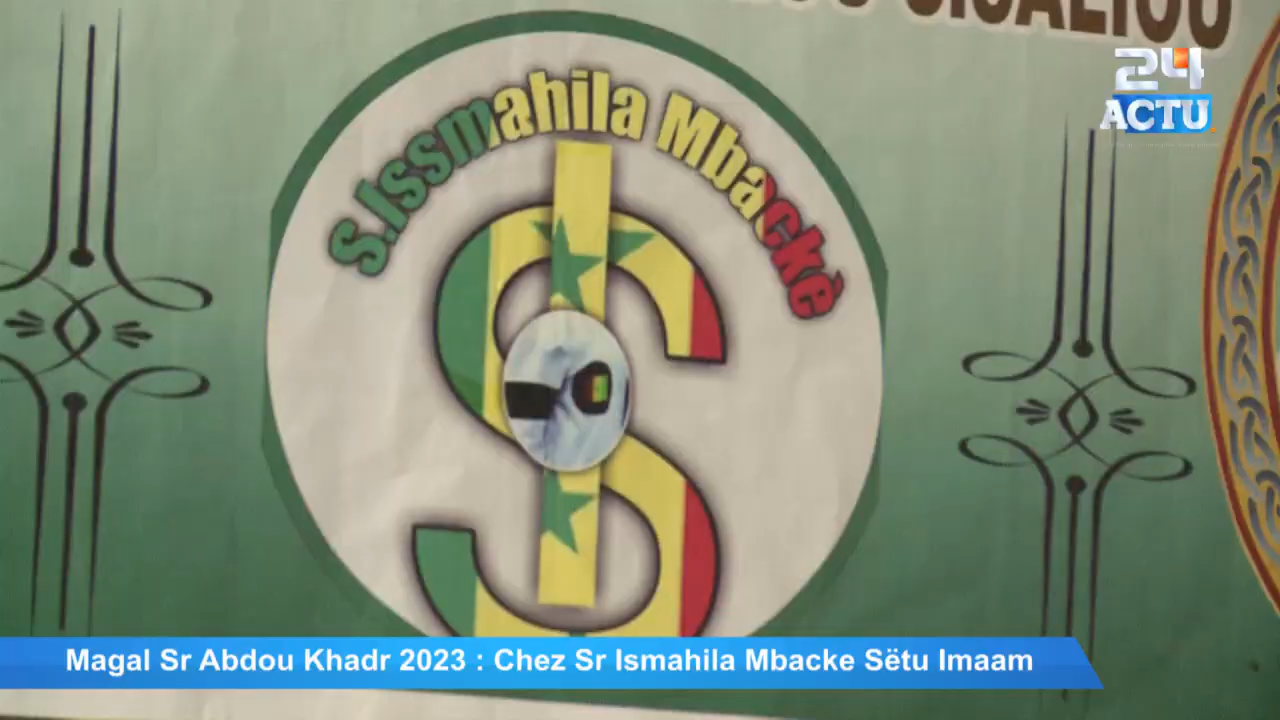 24
ACTU
S.Issmahila Mbacké
Magal Sr Abdou Khadr 2023 : Chez Sr Ismahila Mbacke Sëtu Imaam